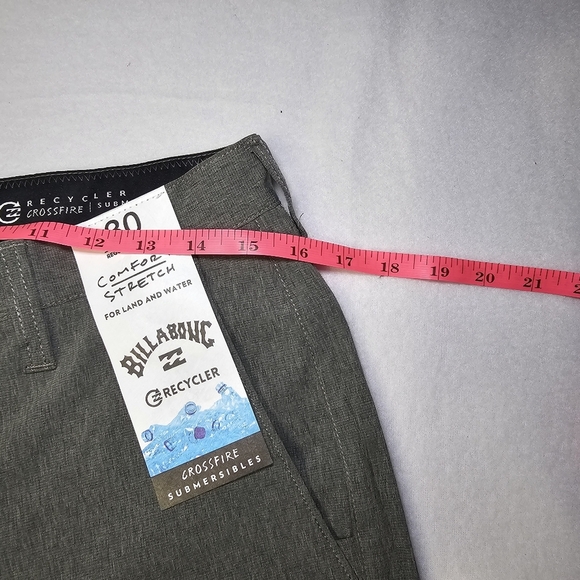 RECYCLER
CROSSFIRE | SUBM
30
11 12 13 14 15 16 17 18 19 20 21
COMFOR
STRETCH
FOR LAND AND WATER
BILLABONG
RECYCLER
CROSSFIRE
SUBMERSIBLES